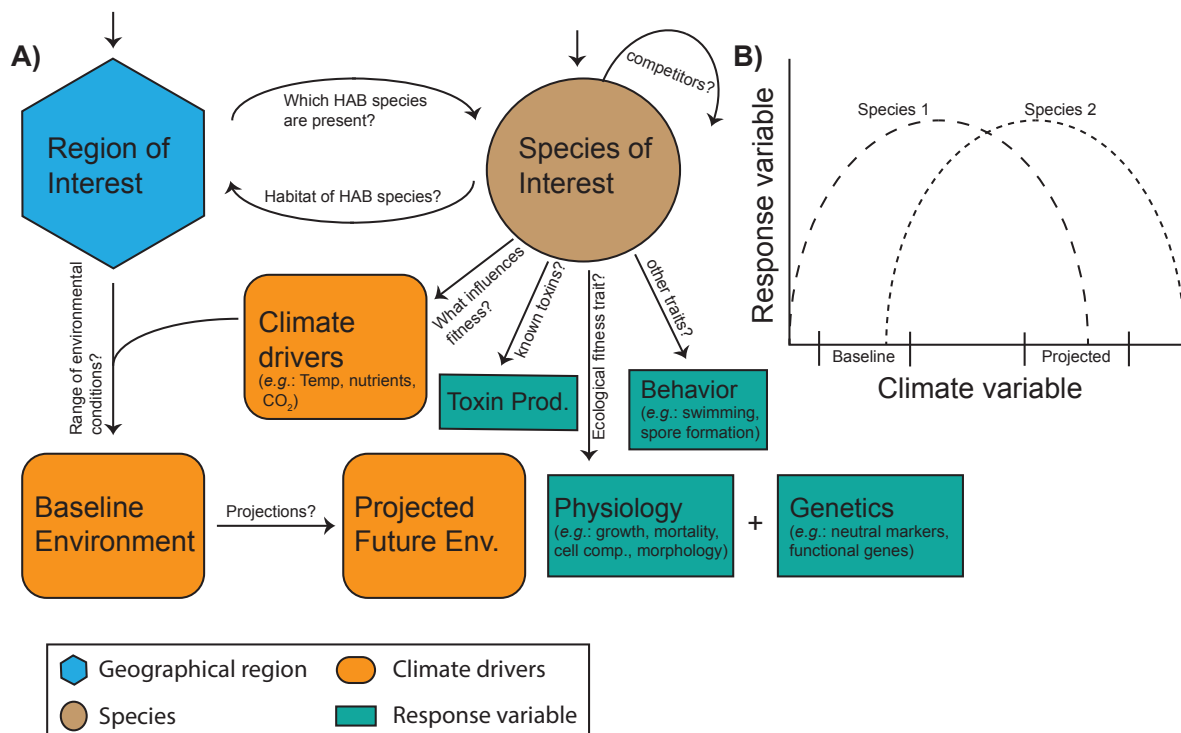 A)
Region of
Interest
Which HAB species
are present?
Habitat of HAB species?
Species of
Interest
competitors?
Range of environmental
conditions?
What influences
fitness?
known toxins?
Ecological fitness trait?
other traits?
Climate
drivers
(e.g.: Temp, nutrients,
CO₂)
Toxin Prod.
Behavior
(e.g.: swimming,
spore formation)
Baseline
Environment
Projections?
Projected
Future Env.
Physiology
(e.g.: growth, mortality,
cell comp., morphology)
+
Genetics
(e.g.: neutral markers,
functional genes)
B)
Response variable
Species 1
Species 2
Baseline
Projected
Climate variable
Geographical region
Climate drivers
Species
Response variable